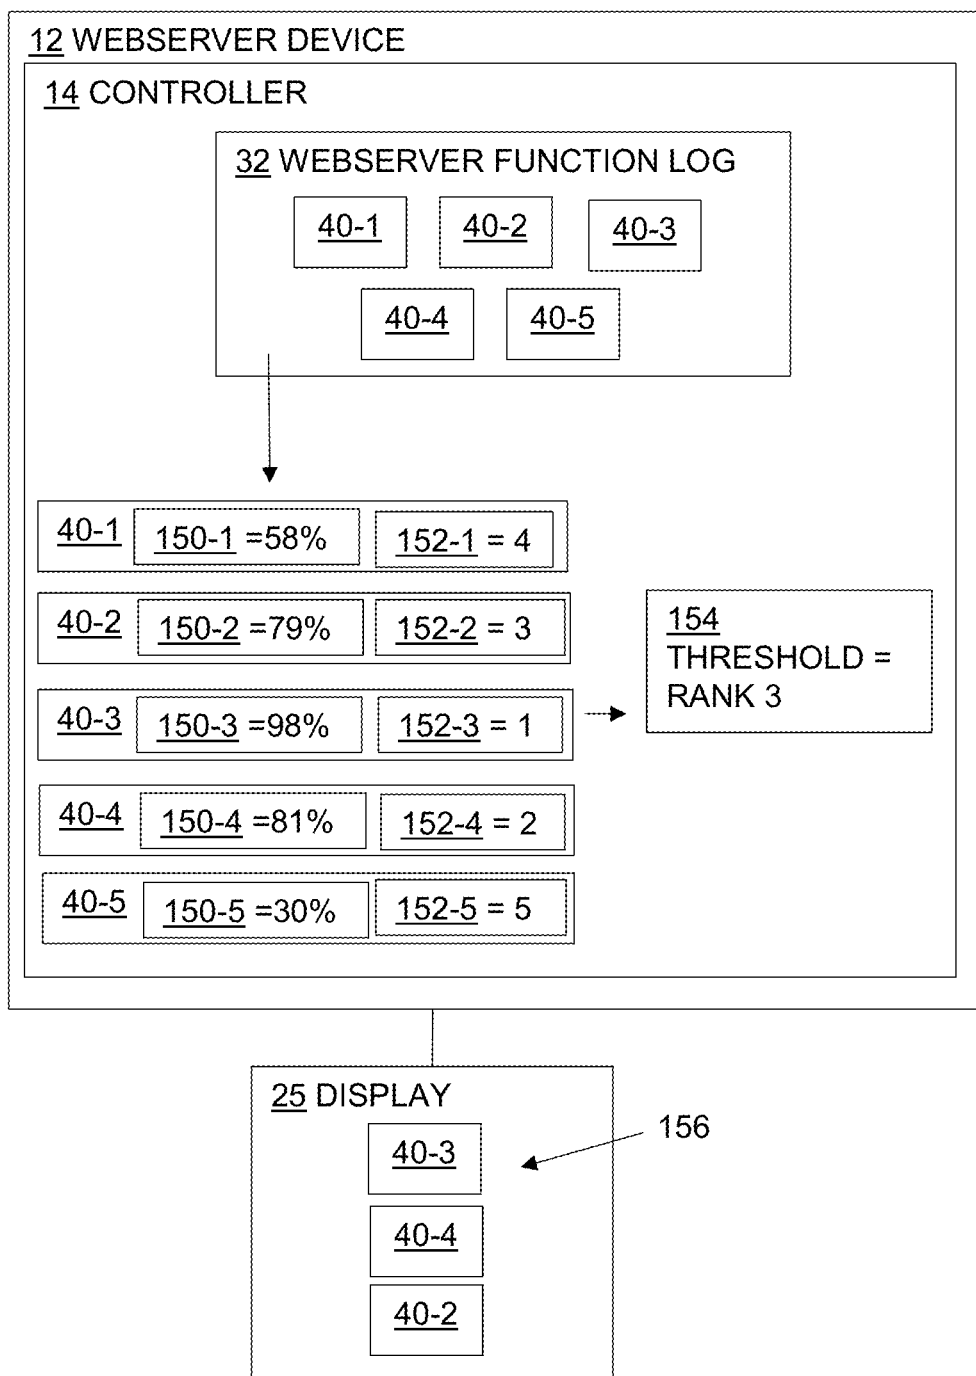 12 WEBSERVER DEVICE
14 CONTROLLER
32 WEBSERVER FUNCTION LOG
40-1 40-2 40-3
40-4 40-5
40-1 150-1 =58% 152-1 = 4
40-2 150-2 =79% 152-2 = 3
40-3 150-3 =98% 152-3 = 1
40-4 150-4 =81% 152-4 = 2
40-5 150-5 =30% 152-5 = 5
154
THRESHOLD =
RANK 3
25 DISPLAY
156
40-3
40-4
40-2